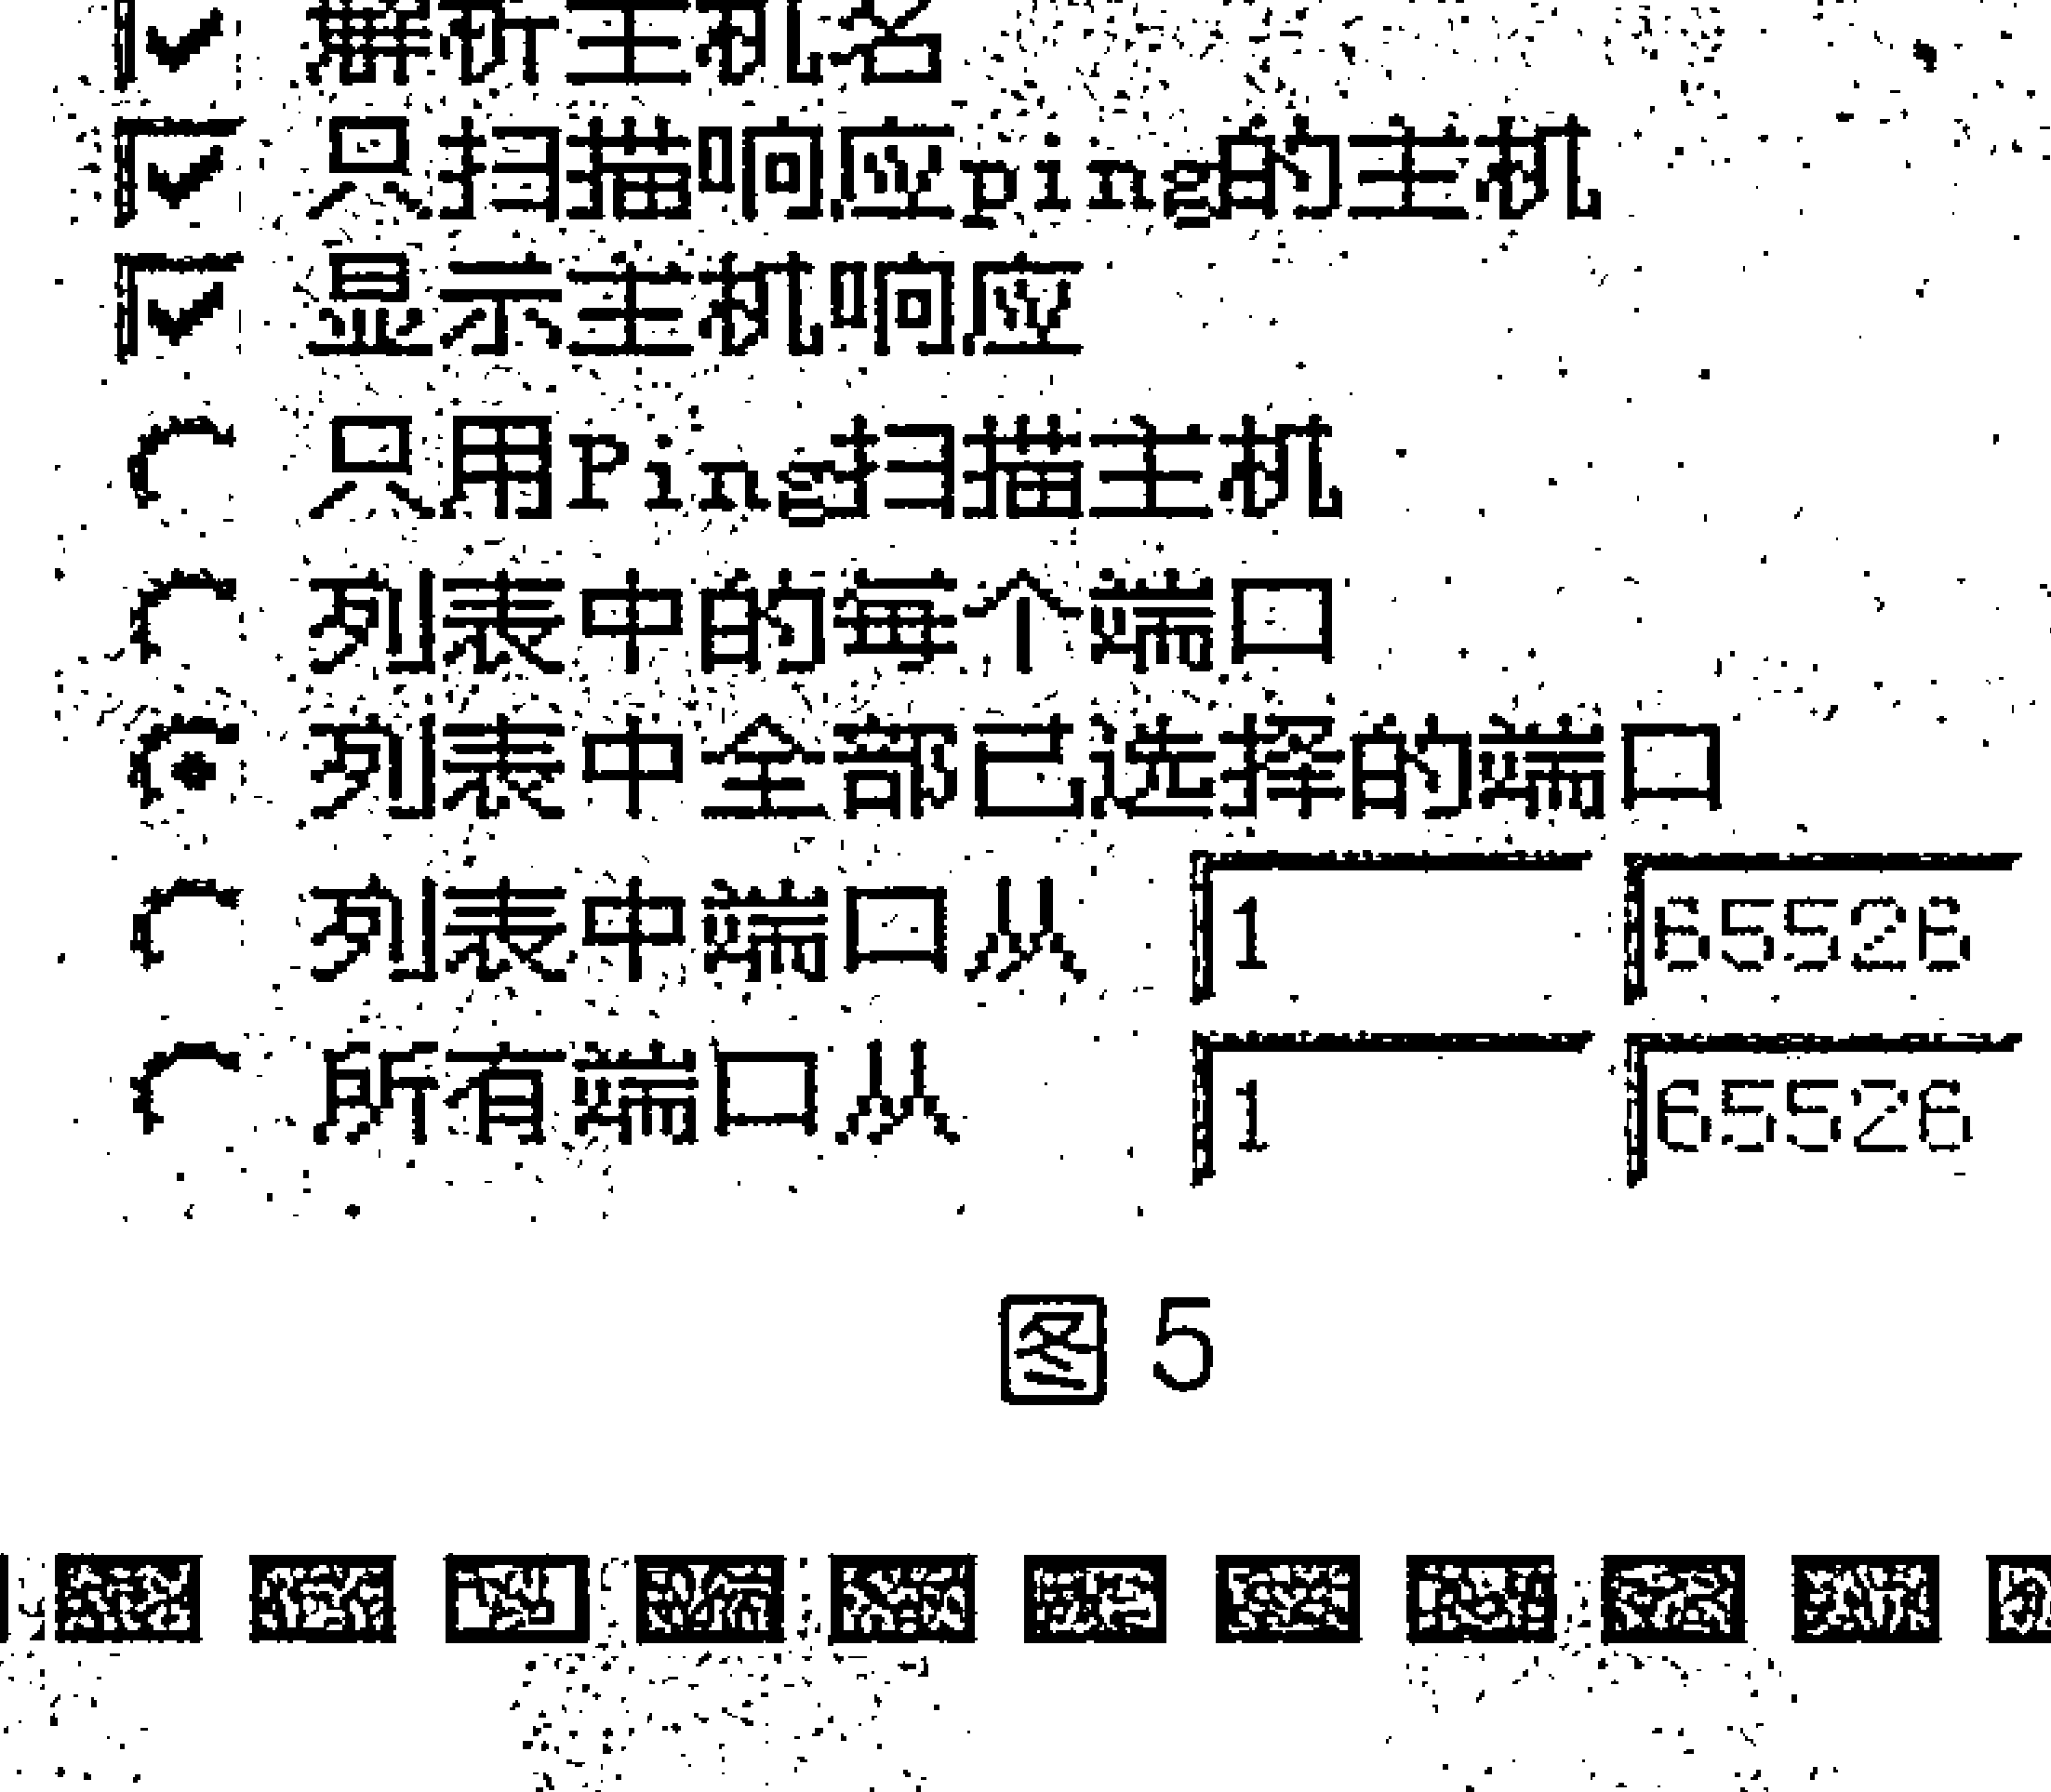 解析主机名
只扫描响应ping的主机
显示主机响应
只用Ping扫描主机
列表中的每个端口
列表中全部已选择的端口
列表中端口从 1 65526
所有端口从 1 65526
图 5